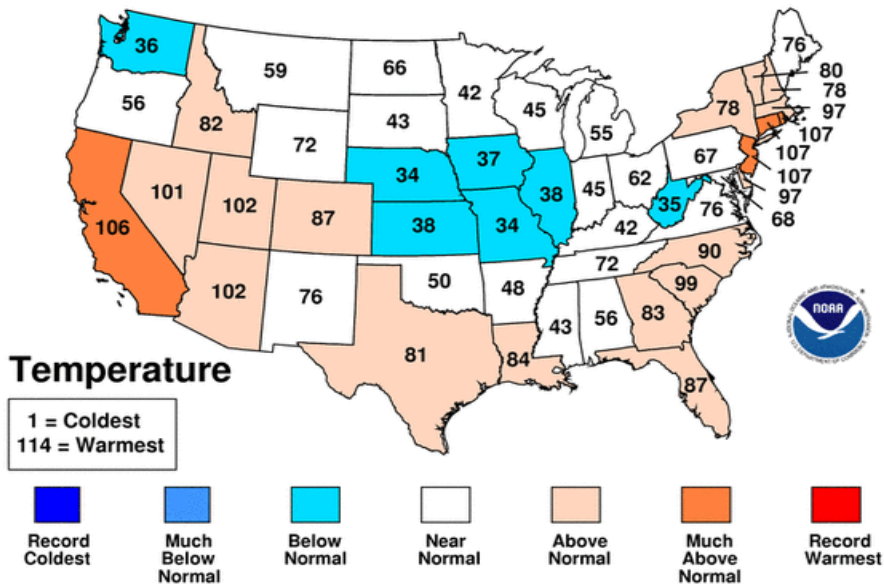 36
59
66
42
76
80
78
97
107
107
107
97
68
56
82
72
43
45
55
78
67
101
102
87
34
37
38
45
62
35
76
106
102
76
38
34
42
72
90
50
48
43
56
83
99
81
84
87
NOAA
Temperature
1 = Coldest
114 = Warmest
Record
Coldest
Much
Below
Normal
Below
Normal
Near
Normal
Above
Normal
Much
Above
Normal
Record
Warmest